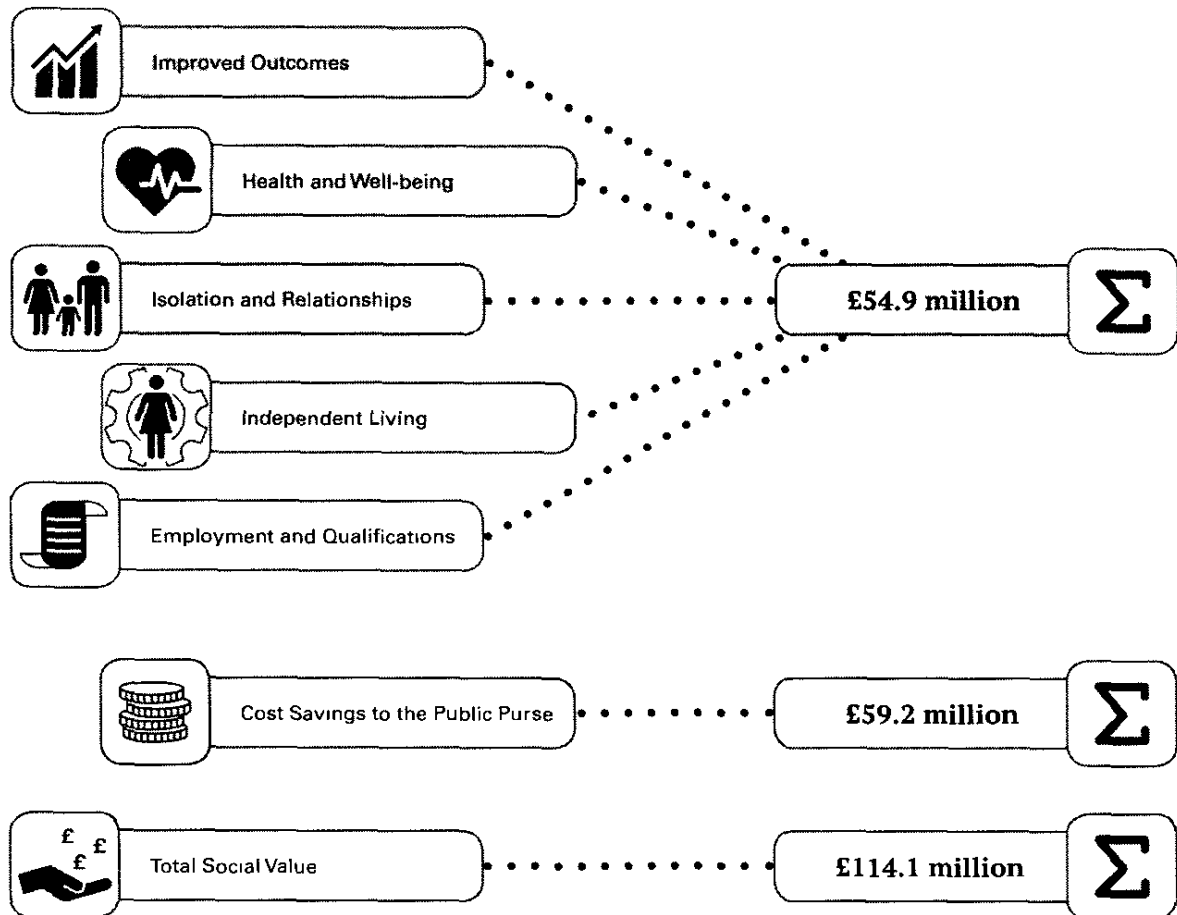 Improved Outcomes
Health and Well-being
Isolation and Relationships
£54.9 million
Σ
Independent Living
Employment and Qualifications
Cost Savings to the Public Purse
£59.2 million
Σ
£ £ £
Total Social Value
£114.1 million
Σ